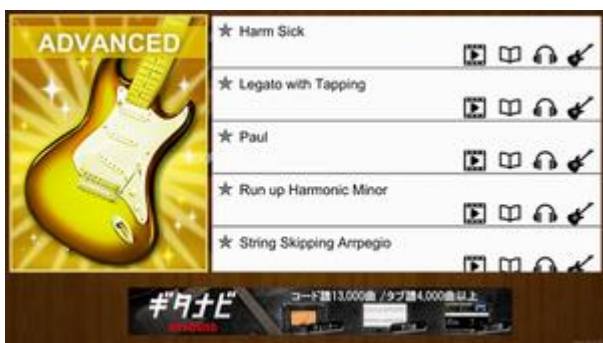 ADVANCED
Harm Sick
Legato with Tapping
Paul
Run up Harmonic Minor
String Skipping Arrpegio
ギタナビ
コード譜13,000曲 /タブ譜4,000曲以上